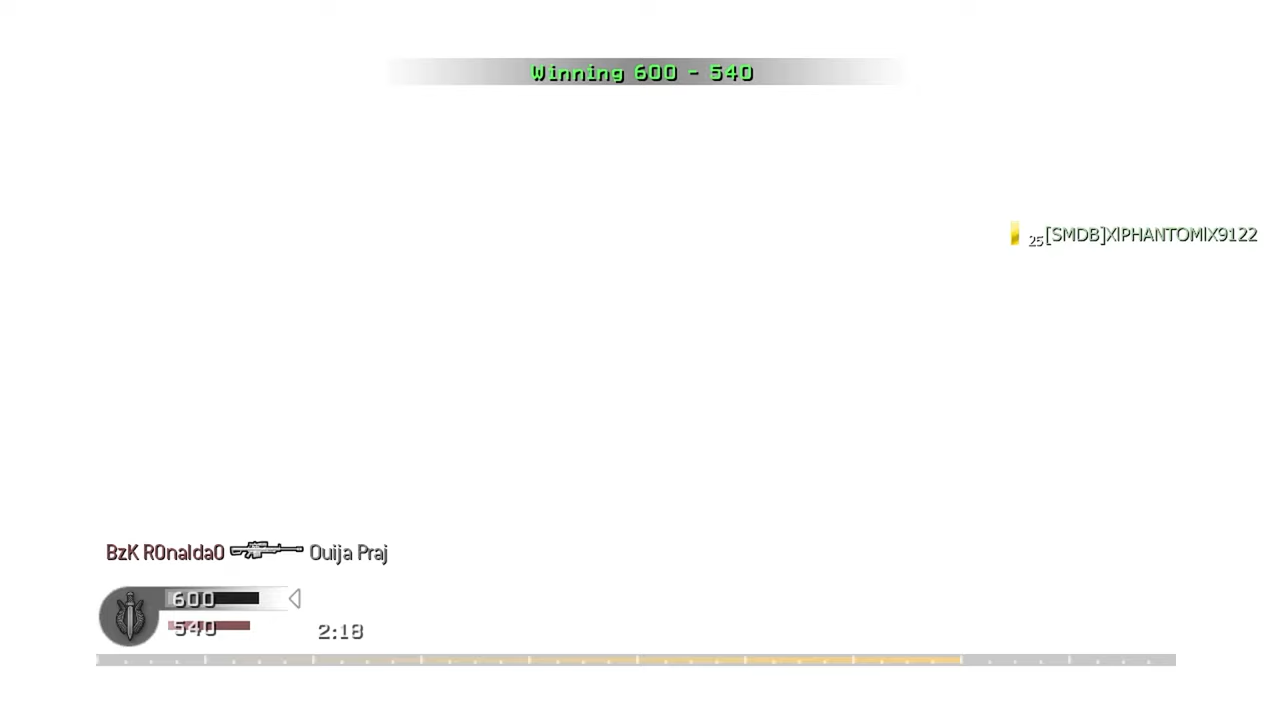 Winning 600 - 540
25 [SMDB]XIPHANTOMIX9122
BzK R0nalda0 Ouija Praj
600
540
2:18